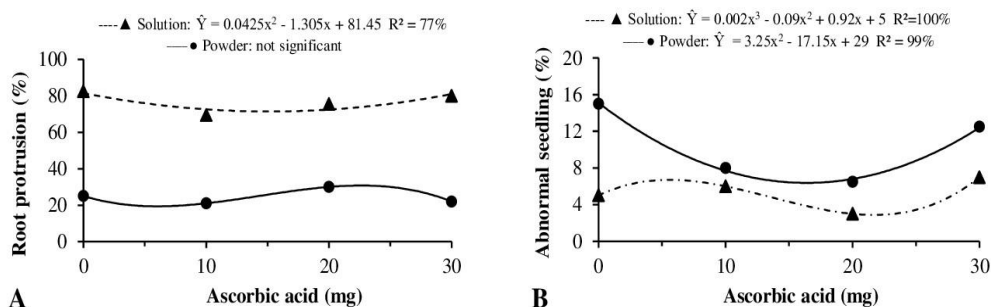 Solution: Ŷ = 0.0425x² - 1.305x + 81.45 R² = 77%
Powder: not significant
Root protrusion (%)
100
80
60
40
20
0
0 10 20 30
Ascorbic acid (mg)
A
Solution: Ŷ = 0.002x³ - 0.09x² + 0.92x + 5 R²=100%
Powder: Ŷ = 3.25x² - 17.15x + 29 R² = 99%
Abnormal seedling (%)
16
12
8
4
0
0 10 20 30
Ascorbic acid (mg)
B